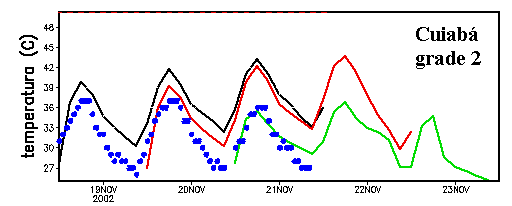 Cuiabá
grade 2
temperatura (C)
48
45
42
39
36
33
30
27
19NOV
2002
20NOV
21NOV
22NOV
23NOV